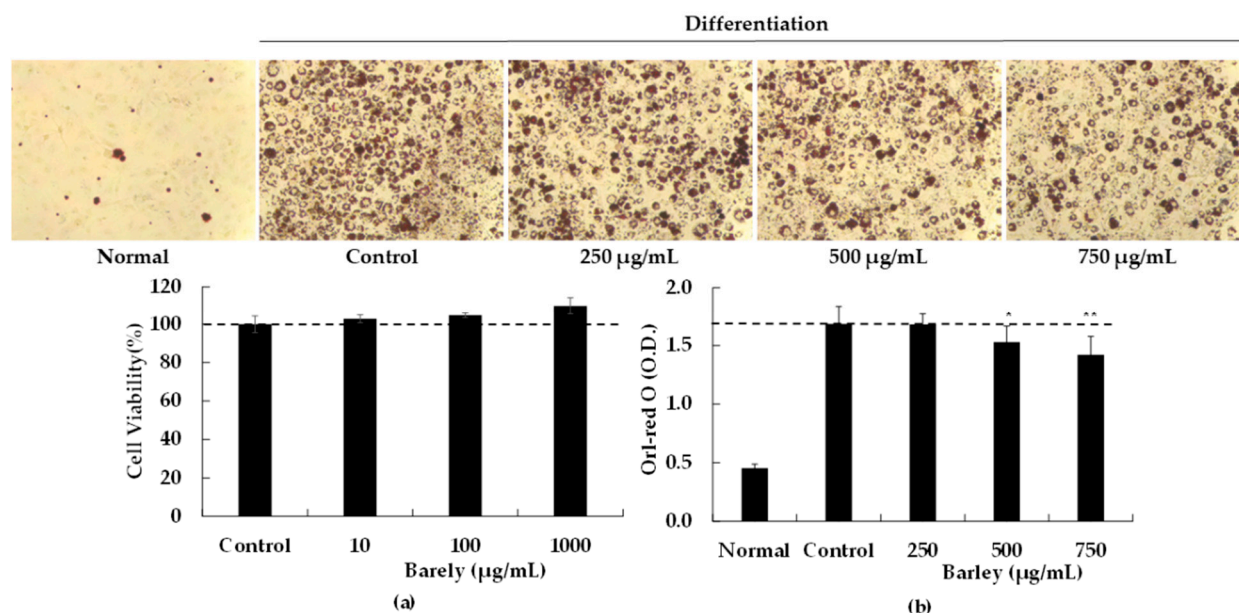 Differentiation
Normal Control 250 µg/mL 500 µg/mL 750 µg/mL
120
100
80
60
40
20
0
Cell Viability(%)
Control 10 100 1000
Barely (µg/mL)
(a)
2.0
1.5
1.0
0.5
0.0
Orl-red O (O.D.)
* **
Normal Control 250 500 750
Barley (µg/mL)
(b)